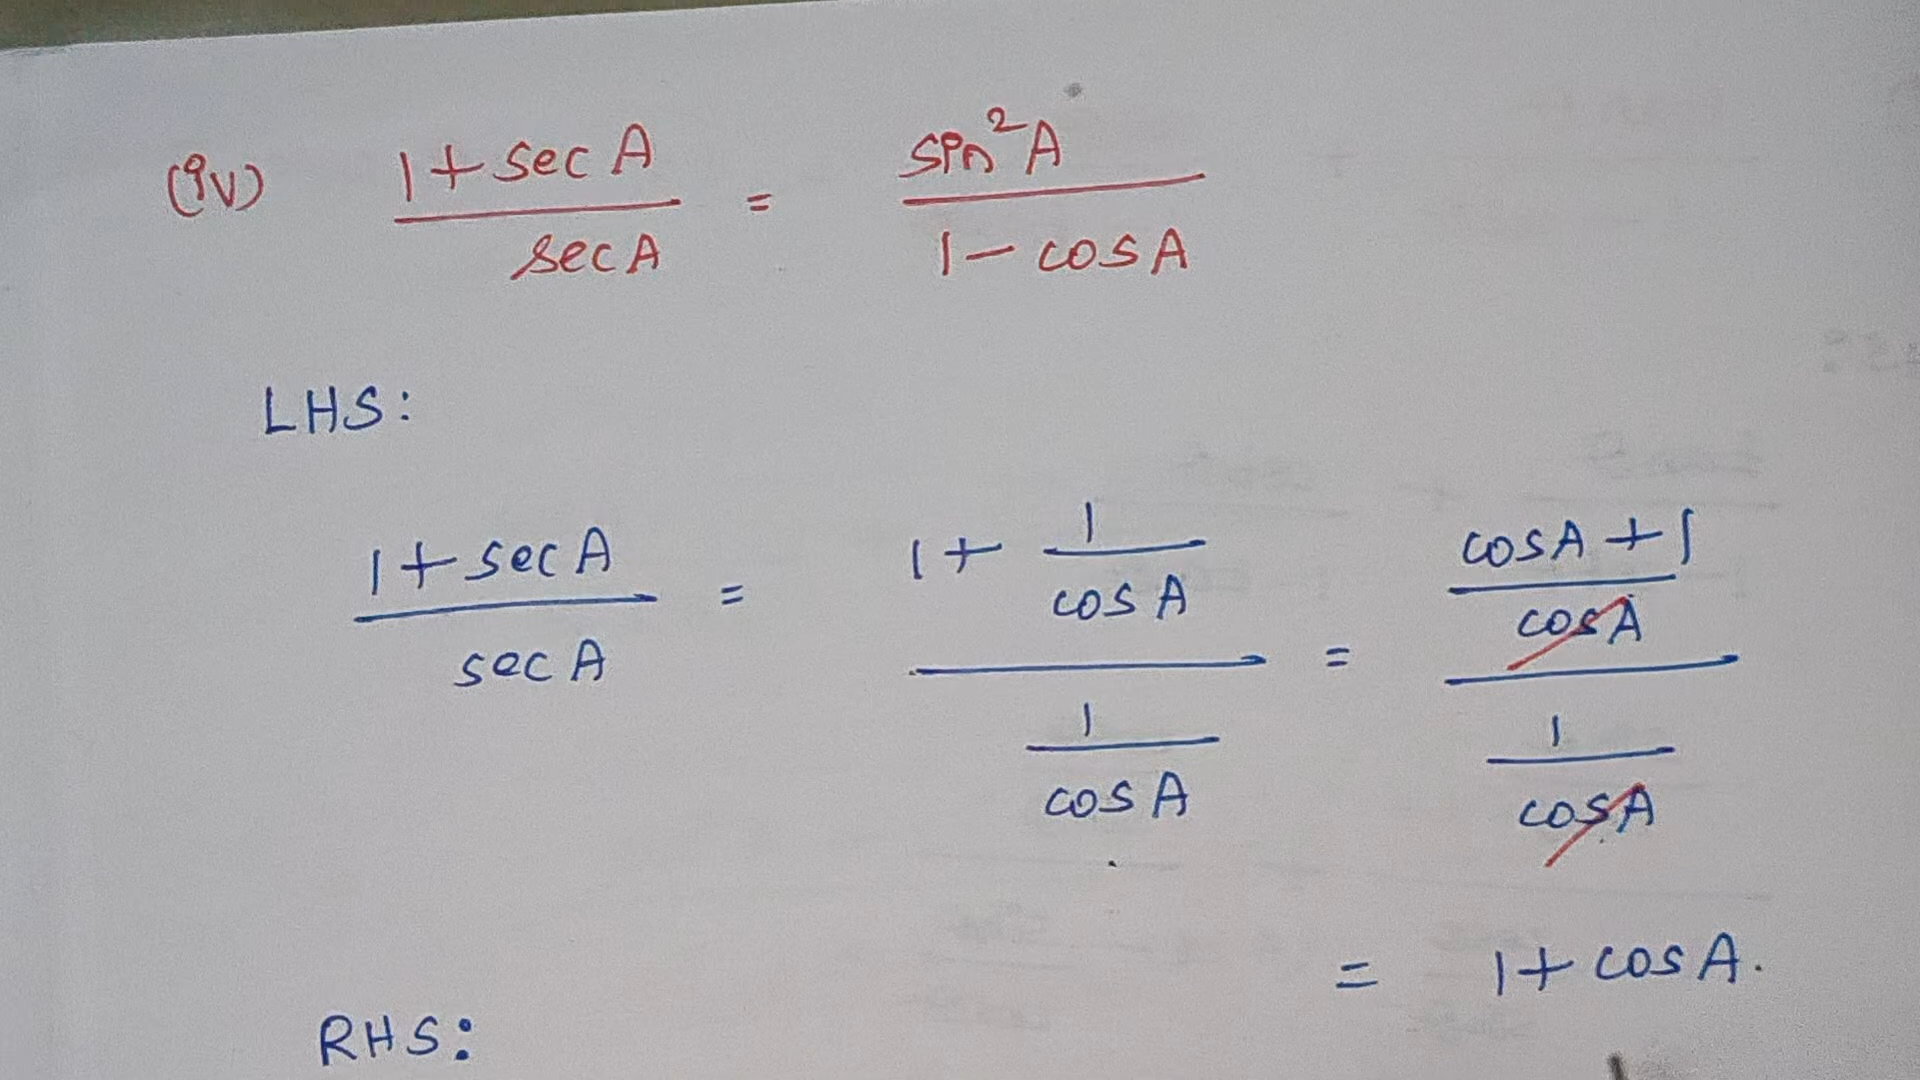 (iv) (1 + sec A) / (sec A) = (sin²A) / (1 - cos A)
LHS:
(1 + sec A) / (sec A) = (1 + 1/(cos A)) / (1/(cos A)) = ((cos A + 1)/(cos A)) / (1/(cos A))
= 1 + cos A.
RHS: